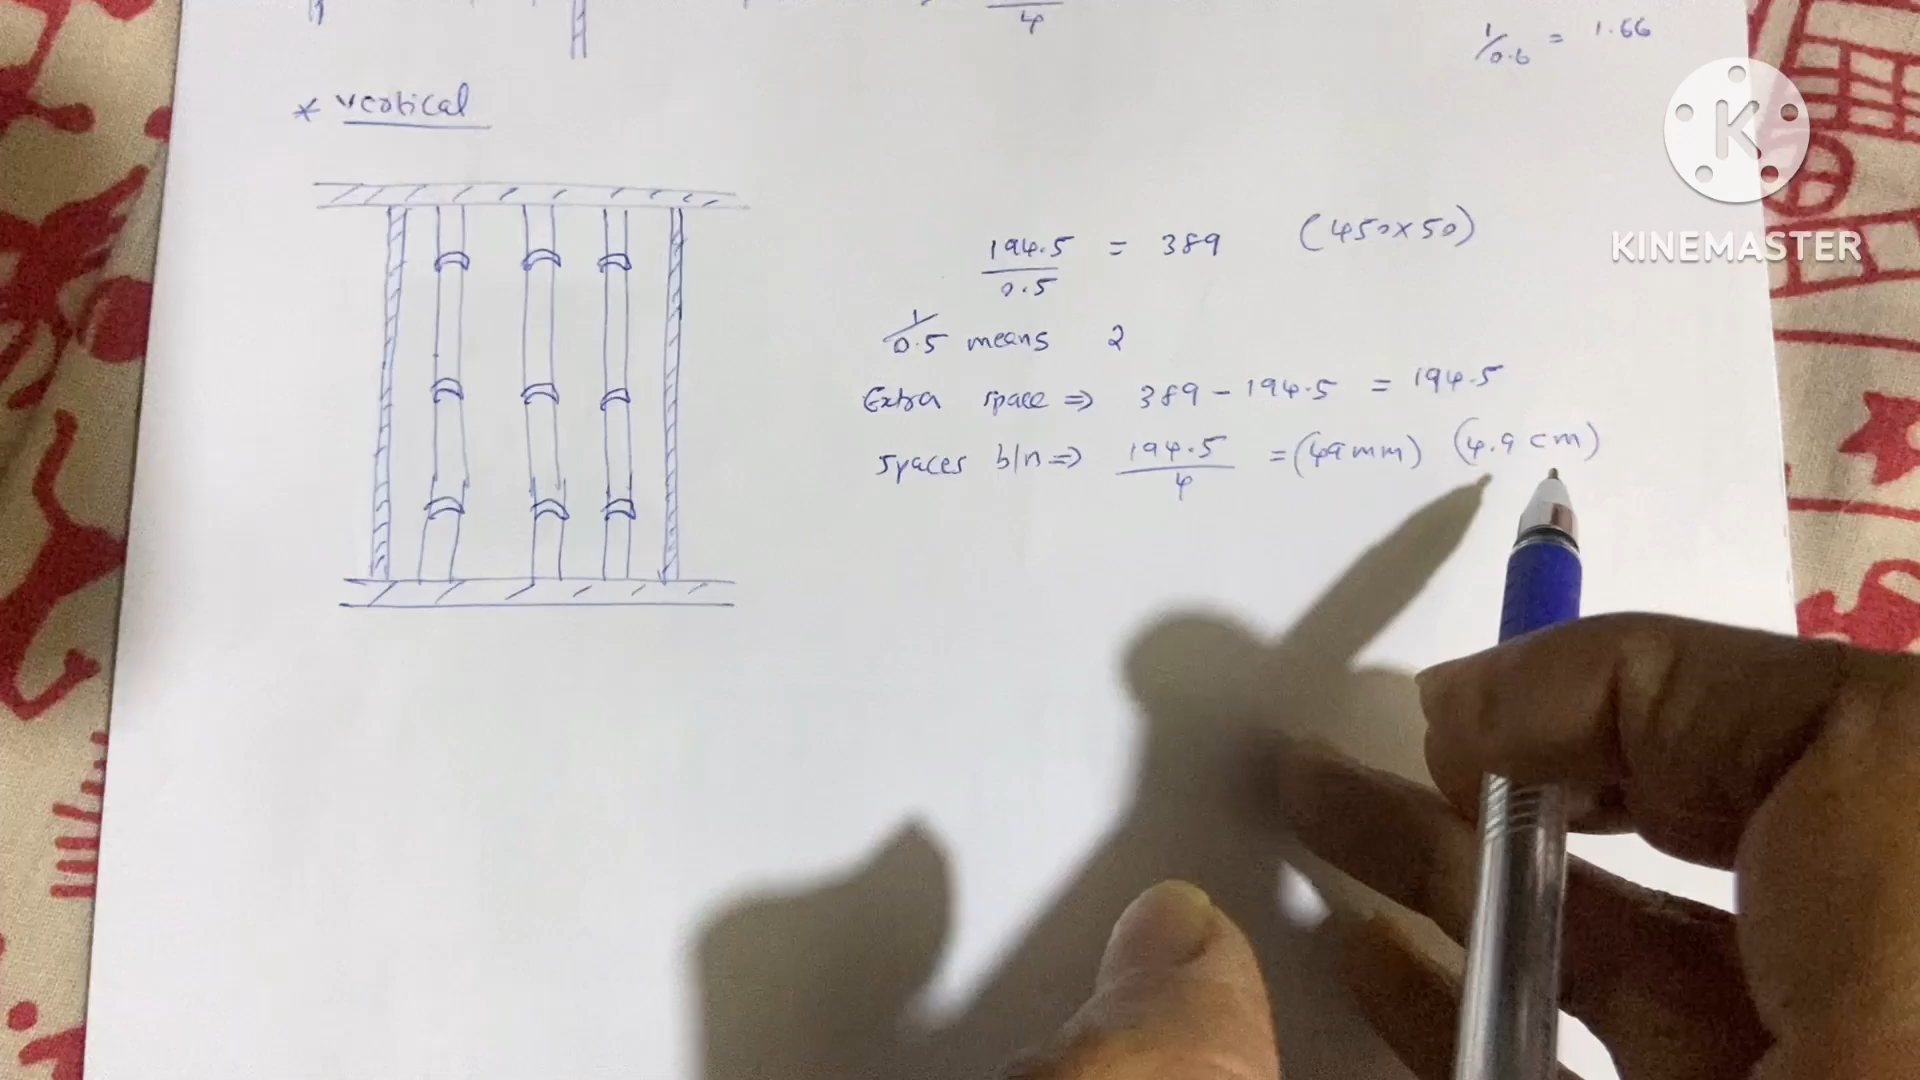 4
1/0.6 = 1.66
* vertical
194.5/0.5 = 389 (450x50)
1/0.5 means 2
Extra space => 389 - 194.5 = 194.5
spaces b/n => 194.5/4 = (49mm) (4.9 cm)
K
KINEMASTER